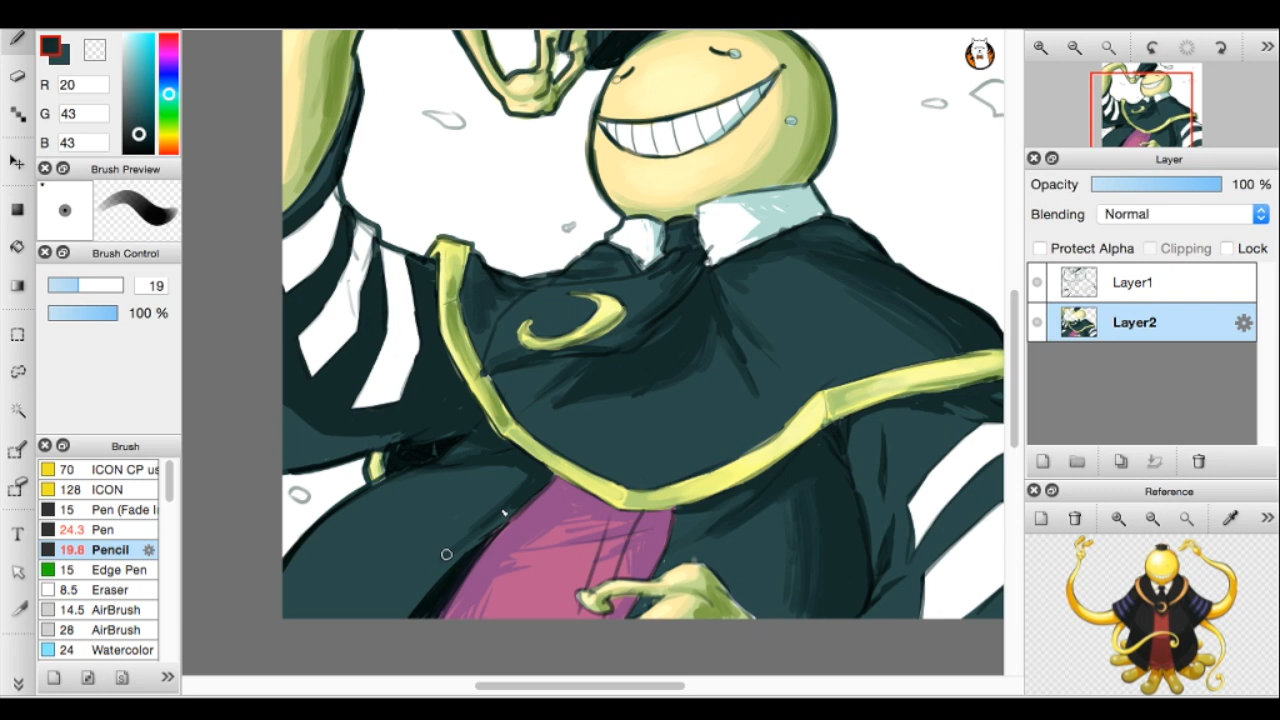 R 20
G 43
B 43
Brush Preview
Brush Control
19
100 %
Brush
70 ICON CP us
128 ICON
15 Pen (Fade I
24.3 Pen
19.8 Pencil
15 Edge Pen
8.5 Eraser
14.5 AirBrush
28 AirBrush
24 Watercolor
T
S
Layer
Opacity 100 %
Blending Normal
Protect Alpha Clipping Lock
Layer1
Layer2
Reference